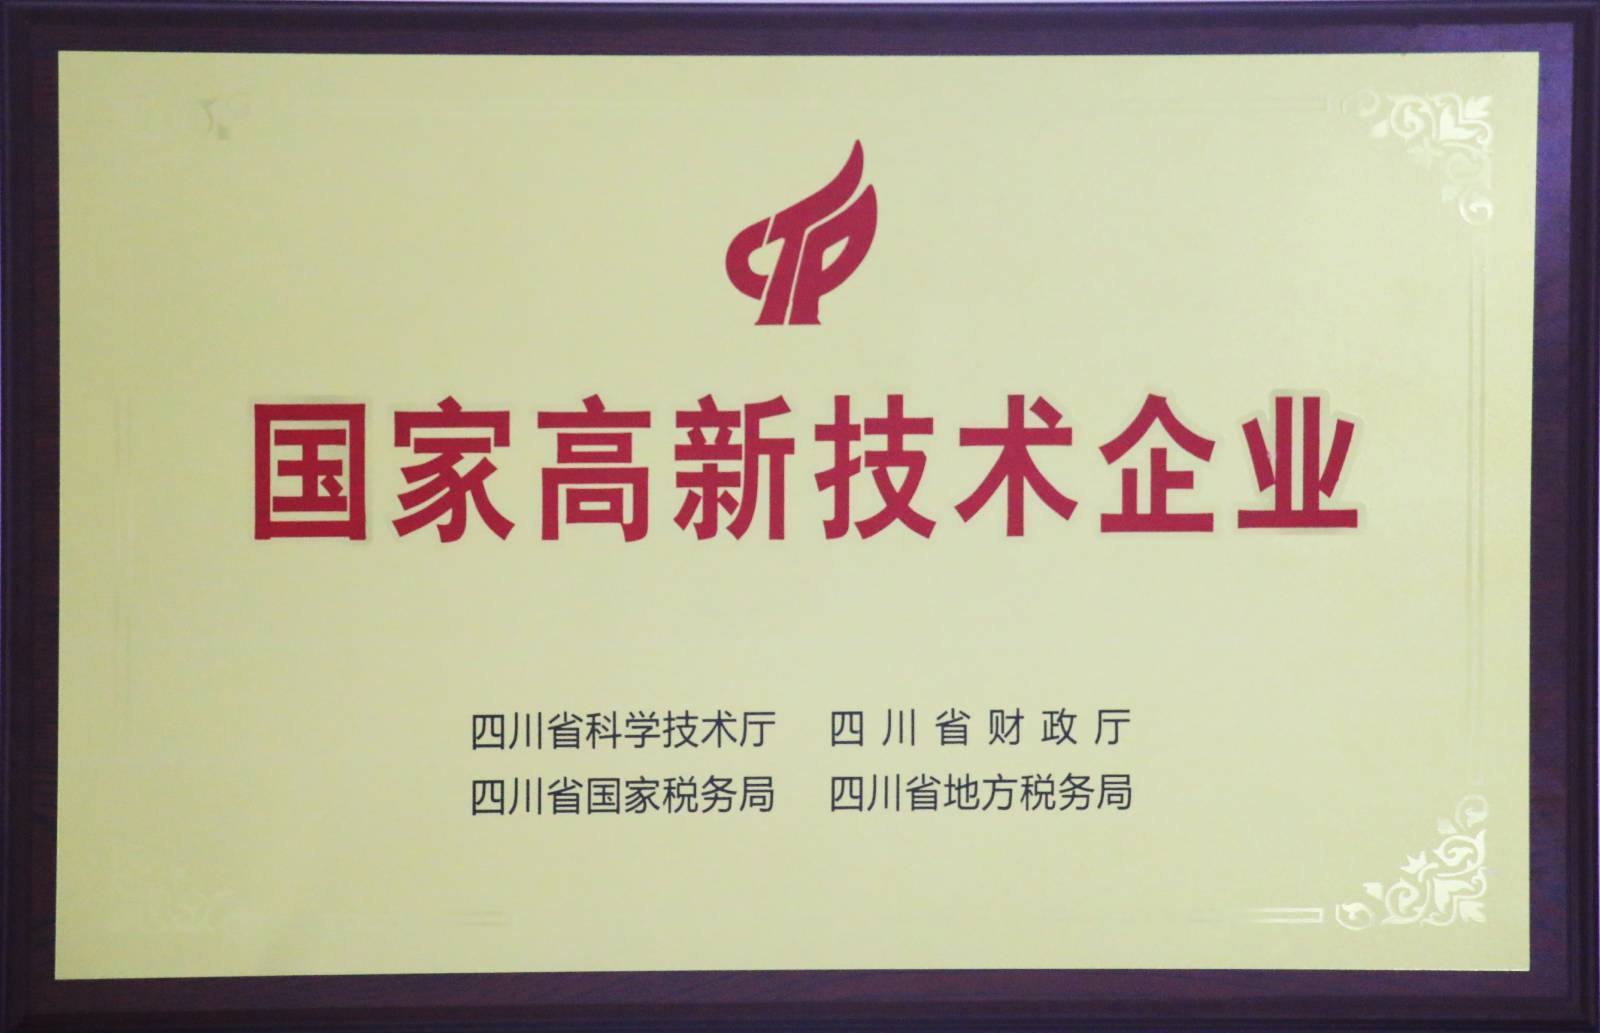 CTP
国家高新技术企业
四川省科学技术厅 四川省财政厅
四川省国家税务局 四川省地方税务局